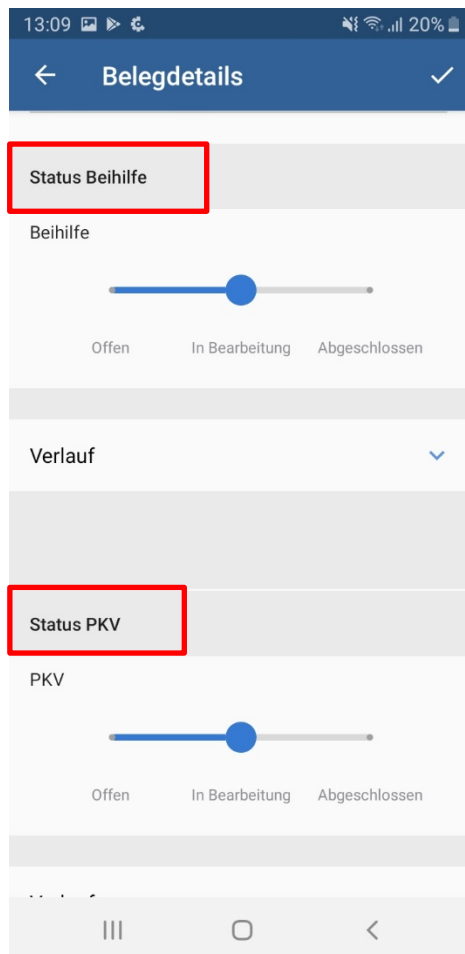 13:09 20%
Belegdetails
Status Beihilfe
Beihilfe
Offen In Bearbeitung Abgeschlossen
Verlauf
Status PKV
PKV
Offen In Bearbeitung Abgeschlossen